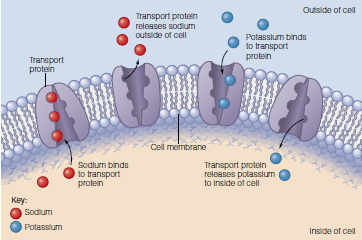 Outside of cell
Transport protein
releases sodium
outside of cell
Potassium binds
to transport
protein
Transport
protein
Cell membrane
Sodium binds
to transport
protein
Transport protein
releases potassium
to inside of cell
Key:
Sodium
Potassium
Inside of cell